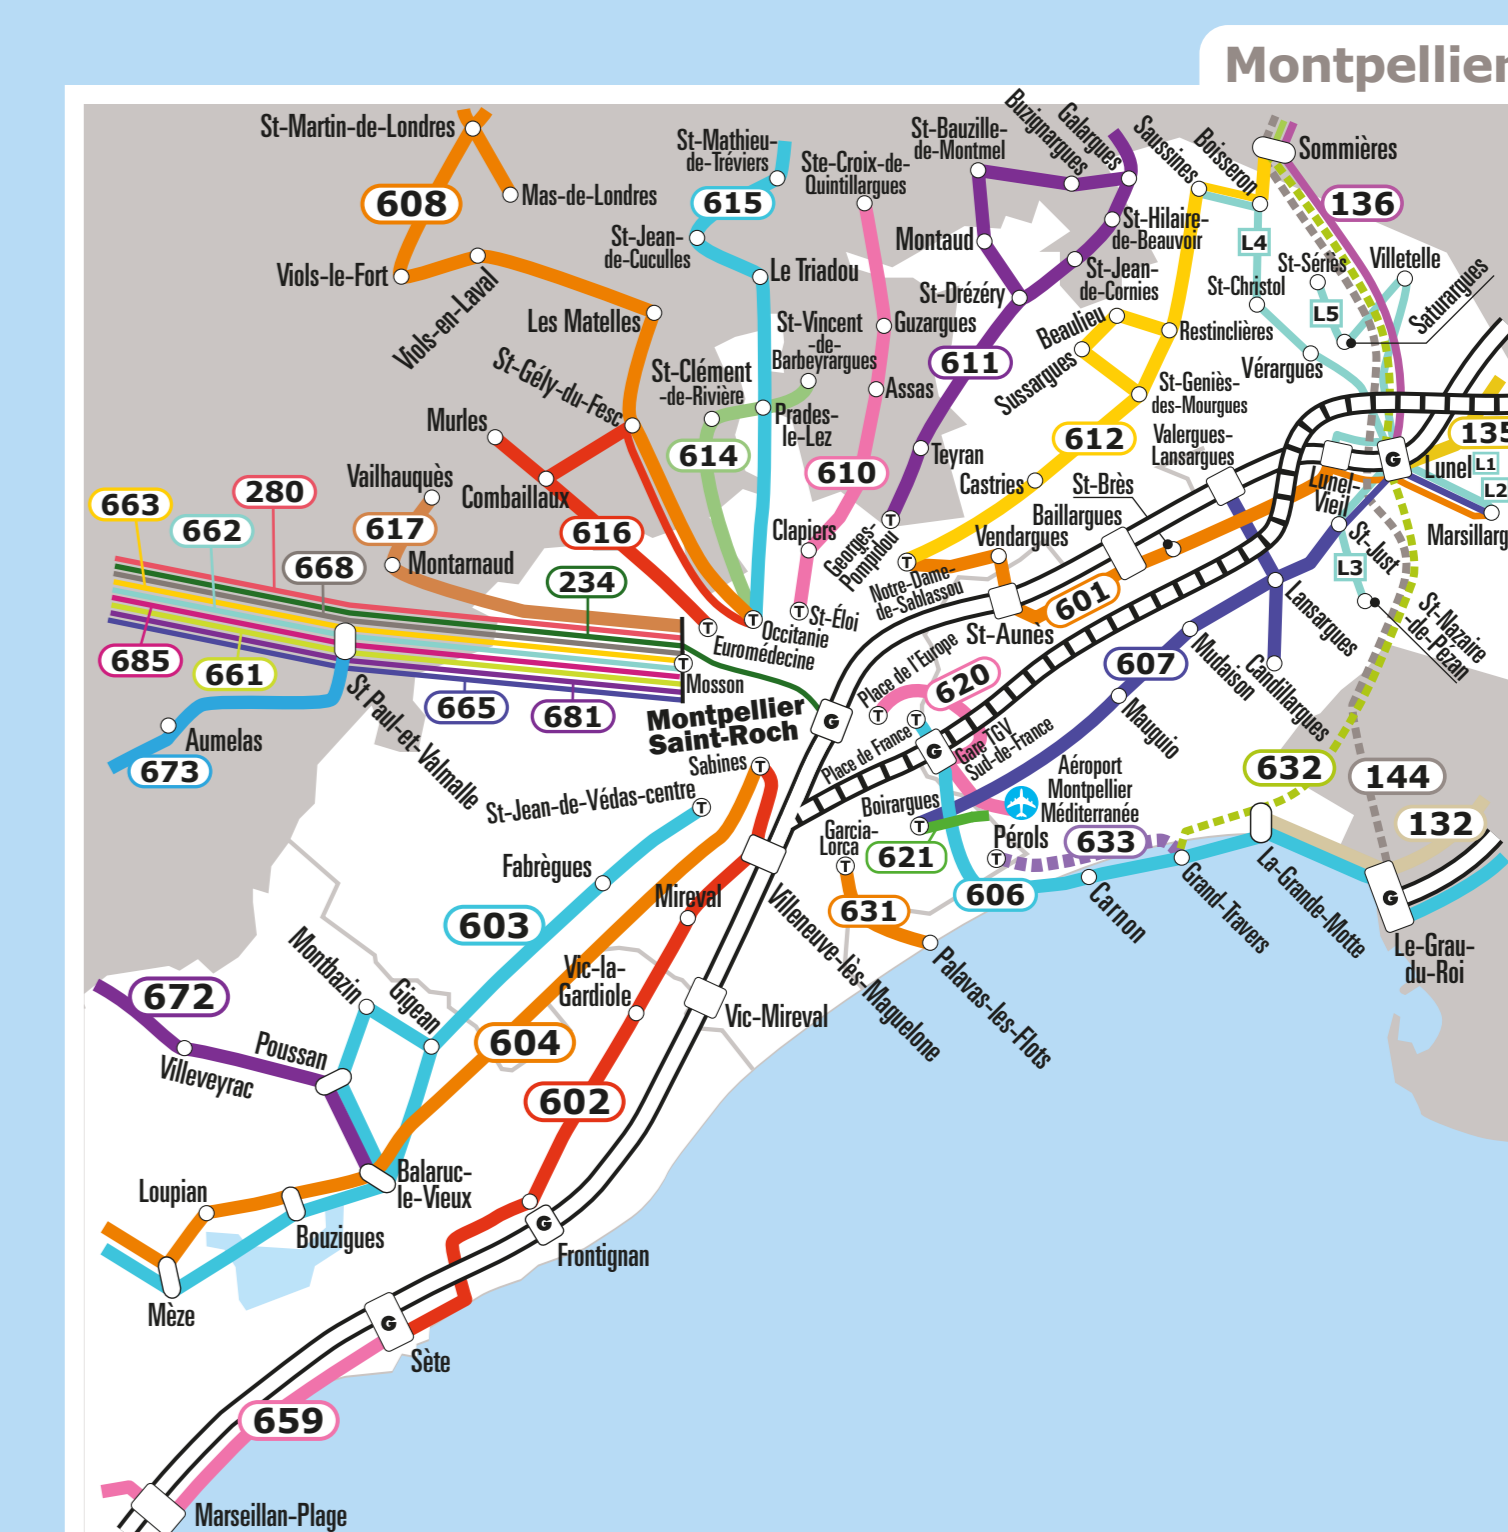 Montpellier
St-Martin-de-Londres
Mas-de-Londres
608
Viols-le-Fort
Viols-en-Laval
Les Matelles
St-Gély-du-Fesc
Murles
Combaillaux
616
Vailhauquès
617
Montarnaud
St-Mathieu-
de-Tréviers
615
St-Jean-
de-Cuculles
Le Triadou
St-Clément
-de-Rivière
614
St-Vincent
-de-
Barbeyrargues
Prades-
le-Lez
Ste-Croix-de-
Quintillargues
Guzargues
Assas
610
Clapiers
St-Éloi
St-Bauzille-
de-Montmel
Buzignargues
Galargues
St-Hilaire-
de-Beauvoir
Montaud
St-Jean-
de-Cornies
St-Drézéry
611
Teyran
Georges-
Pompidou
Saussines
Boisseron
Sommières
136
L4
St-Christol
St-Sériès
L5
Villetelle
Saturargues
Vérargues
Restinclières
Beaulieu
Sussargues
St-Geniès-
des-Mourgues
612
Castries
Valergues-
Lansargues
St-Brès
Baillargues
Vendargues
Notre-Dame-
de-Sablassou
St-Aunès
601
135
Lunel-
Vieil
G
Lunel
L1
L2
Marsillarg
St-Just
L3
St-Nazaire
-de-Pézan
Lansargues
Candillargues
Mudaison
607
Mauguio
663
280
662
668
234
685
661
665
681
T
Mosson
T
Euromédecine
T
Occitanie
T
T
T
St Paul-et-Valmalle
Aumelas
673
Montpellier
Saint-Roch
G
Place de l'Europe
T
620
Place de France
T
G
Gare TGV
Sud-de-France
Aéroport
Montpellier
Méditerranée
Boirargues
T
621
Garcia-
Lorca
T
631
Palavas-les-Flots
Pérols
T
633
606
Carnon
Grand-Travers
632
La-Grande-Motte
144
132
G
Le-Grau-
du-Roi
Sabines
T
St-Jean-de-Védas-centre
T
Fabrègues
603
Mireval
Villeneuve-lès-Maguelone
Vic-la-
Gardiole
Vic-Mireval
604
602
Montbazin
Gigean
672
Poussan
Villeveyrac
Balaruc-
le-Vieux
Loupian
Bouzigues
Mèze
G
Frontignan
G
Sète
659
Marseillan-Plage